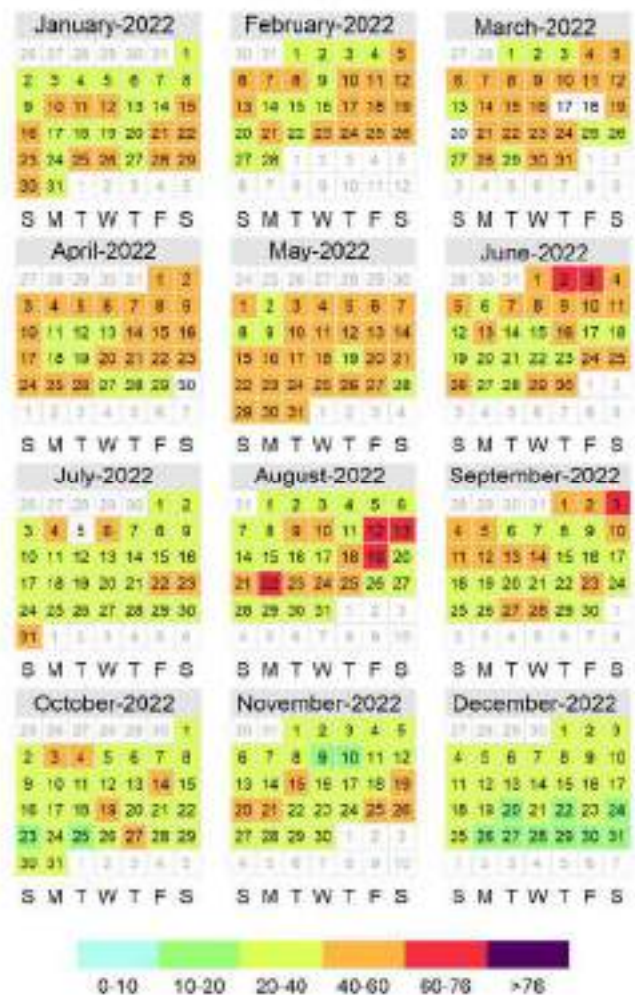 January-2022
26 27 28 29 30 31 1
2 3 4 5 6 7 8
9 10 11 12 13 14 15
16 17 18 19 20 21 22
23 24 25 26 27 28 29
30 31 1 2 3 4 5
S M T W T F S
February-2022
30 31 1 2 3 4 5
6 7 8 9 10 11 12
13 14 15 16 17 18 19
20 21 22 23 24 25 26
27 28 1 2 3 4 5
6 7 8 9 10 11 12
S M T W T F S
March-2022
27 28 1 2 3 4 5
6 7 8 9 10 11 12
13 14 15 16 17 18 19
20 21 22 23 24 25 26
27 28 29 30 31 1 2
3 4 5 6 7 8 9
S M T W T F S
April-2022
27 28 29 30 31 1 2
3 4 5 6 7 8 9
10 11 12 13 14 15 16
17 18 19 20 21 22 23
24 25 26 27 28 29 30
1 2 3 4 5 6 7
S M T W T F S
May-2022
24 25 26 27 28 29 30
1 2 3 4 5 6 7
8 9 10 11 12 13 14
15 16 17 18 19 20 21
22 23 24 25 26 27 28
29 30 31 1 2 3 4
S M T W T F S
June-2022
29 30 31 1 2 3 4
5 6 7 8 9 10 11
12 13 14 15 16 17 18
19 20 21 22 23 24 25
26 27 28 29 30 1 2
3 4 5 6 7 8 9
S M T W T F S
July-2022
26 27 28 29 30 1 2
3 4 5 6 7 8 9
10 11 12 13 14 15 16
17 18 19 20 21 22 23
24 25 26 27 28 29 30
31 1 2 3 4 5 6
S M T W T F S
August-2022
31 1 2 3 4 5 6
7 8 9 10 11 12 13
14 15 16 17 18 19 20
21 22 23 24 25 26 27
28 29 30 31 1 2 3
4 5 6 7 8 9 10
S M T W T F S
September-2022
28 29 30 31 1 2 3
4 5 6 7 8 9 10
11 12 13 14 15 16 17
18 19 20 21 22 23 24
25 26 27 28 29 30 1
2 3 4 5 6 7 8
S M T W T F S
October-2022
25 26 27 28 29 30 1
2 3 4 5 6 7 8
9 10 11 12 13 14 15
16 17 18 19 20 21 22
23 24 25 26 27 28 29
30 31 1 2 3 4 5
S M T W T F S
November-2022
30 31 1 2 3 4 5
6 7 8 9 10 11 12
13 14 15 16 17 18 19
20 21 22 23 24 25 26
27 28 29 30 1 2 3
4 5 6 7 8 9 10
S M T W T F S
December-2022
27 28 29 30 1 2 3
4 5 6 7 8 9 10
11 12 13 14 15 16 17
18 19 20 21 22 23 24
25 26 27 28 29 30 31
1 2 3 4 5 6 7
S M T W T F S
0-10 10-20 20-40 40-60 60-76 >76